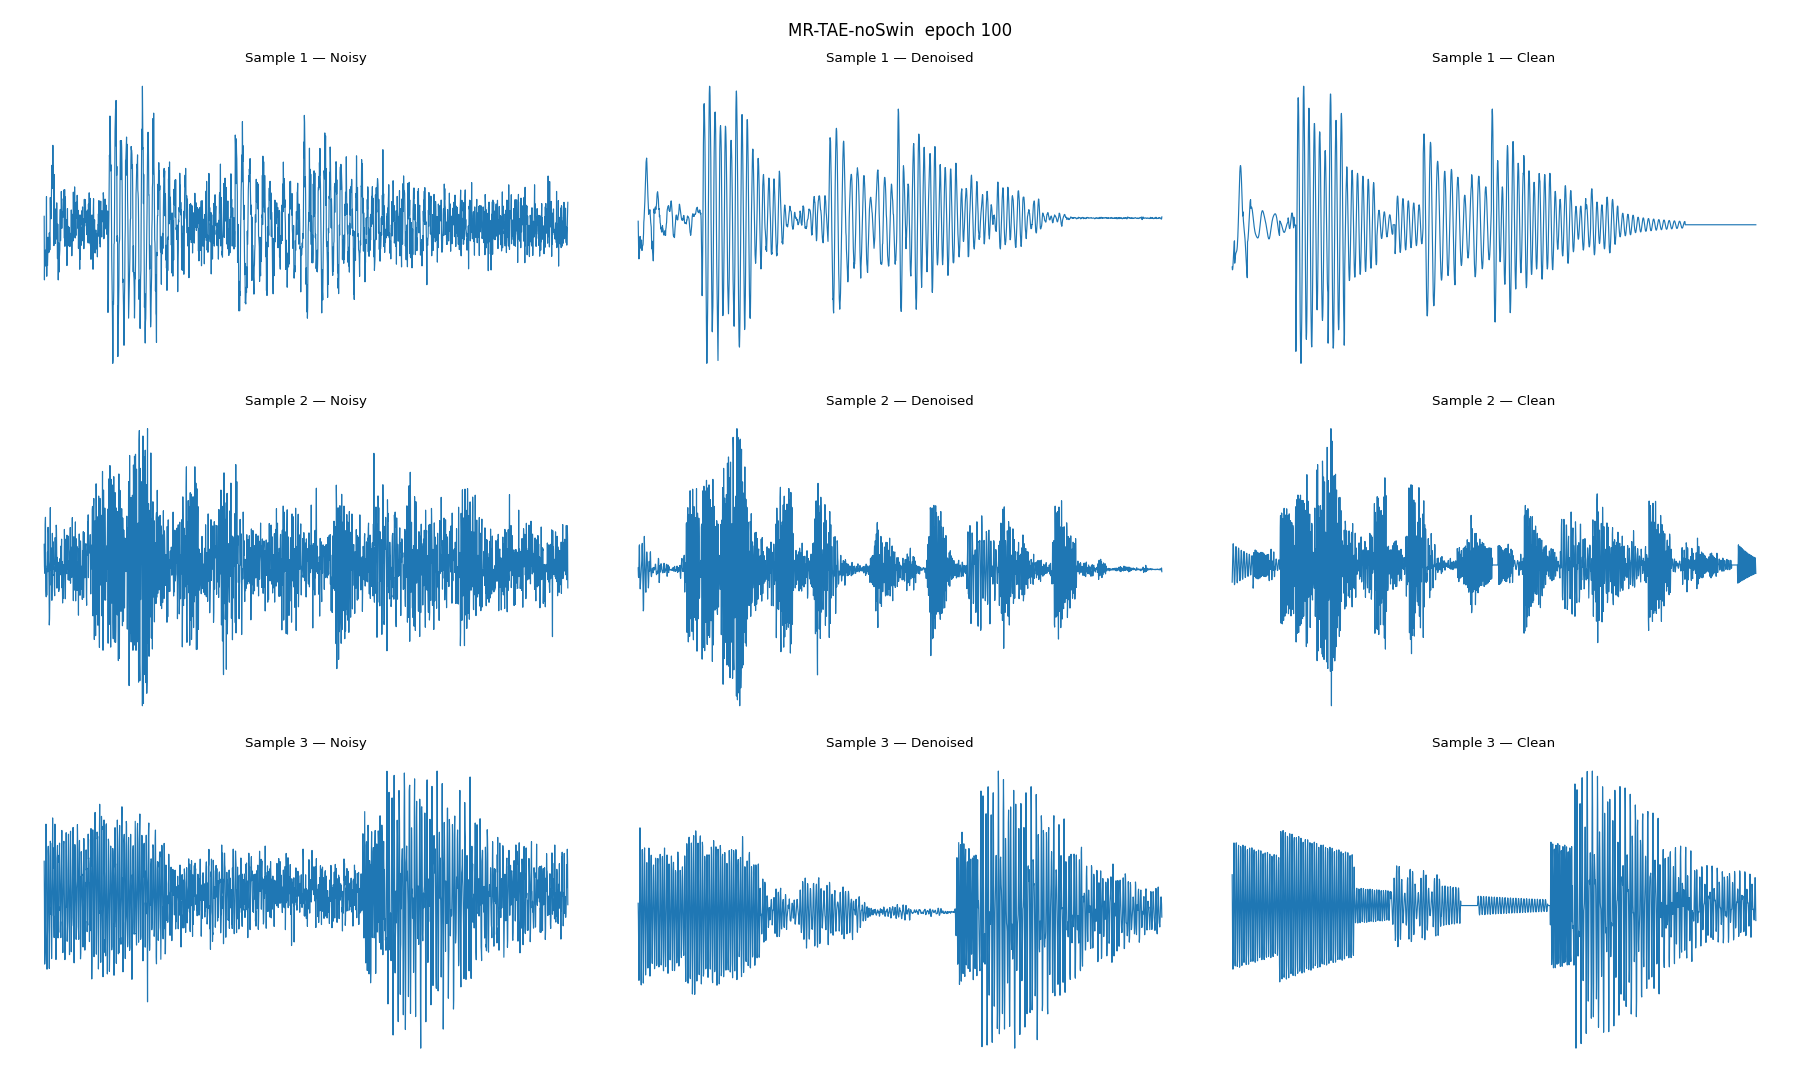 MR-TAE-noSwin  epoch 100
Sample 1 — Noisy
Sample 1 — Denoised
Sample 1 — Clean
Sample 2 — Noisy
Sample 2 — Denoised
Sample 2 — Clean
Sample 3 — Noisy
Sample 3 — Denoised
Sample 3 — Clean